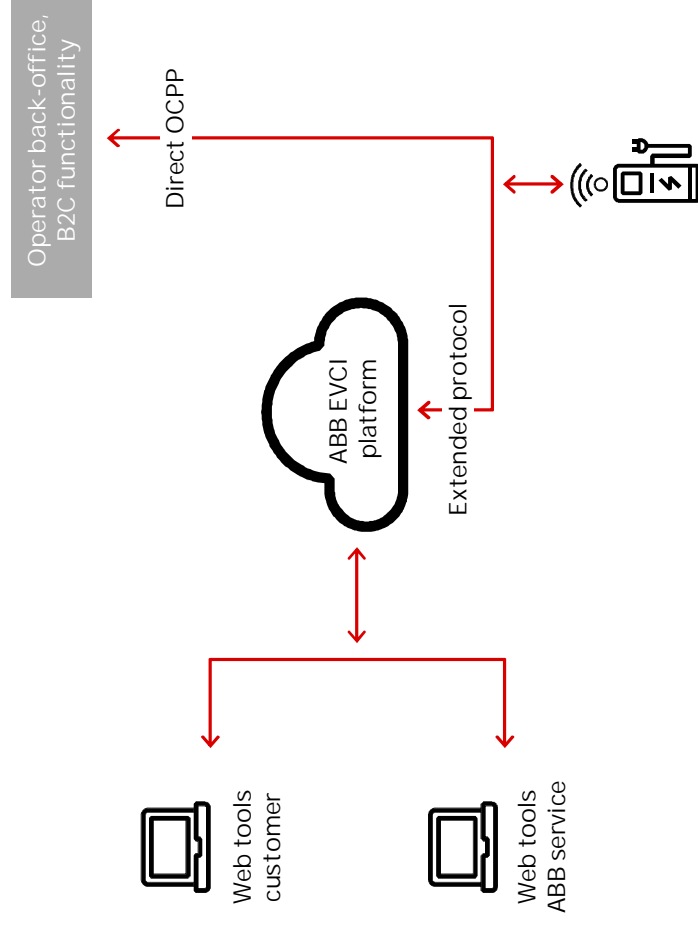 Operator back-office,
B2C functionality
Direct OCPP
ABB EVCI
platform
Extended protocol
Web tools
customer
Web tools
ABB service